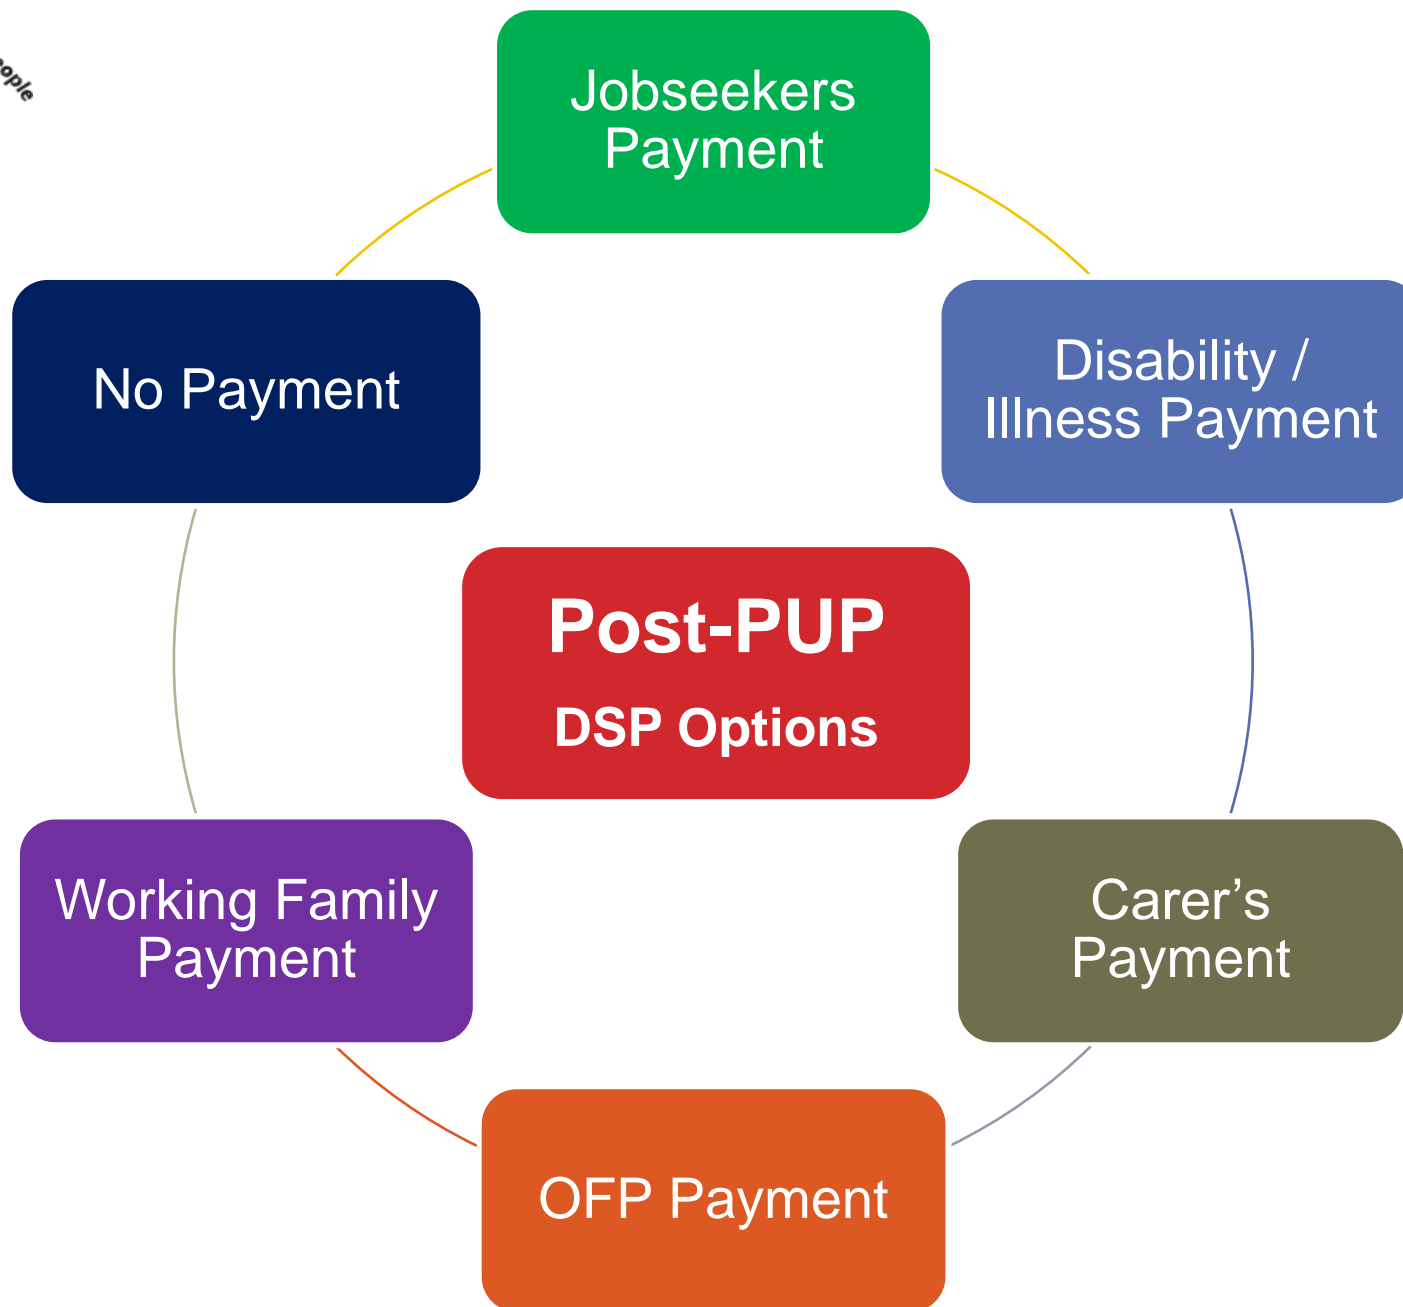 Jobseekers
Payment
No Payment
Disability /
Illness Payment
Post-PUP
DSP Options
Working Family
Payment
Carer’s
Payment
OFP Payment